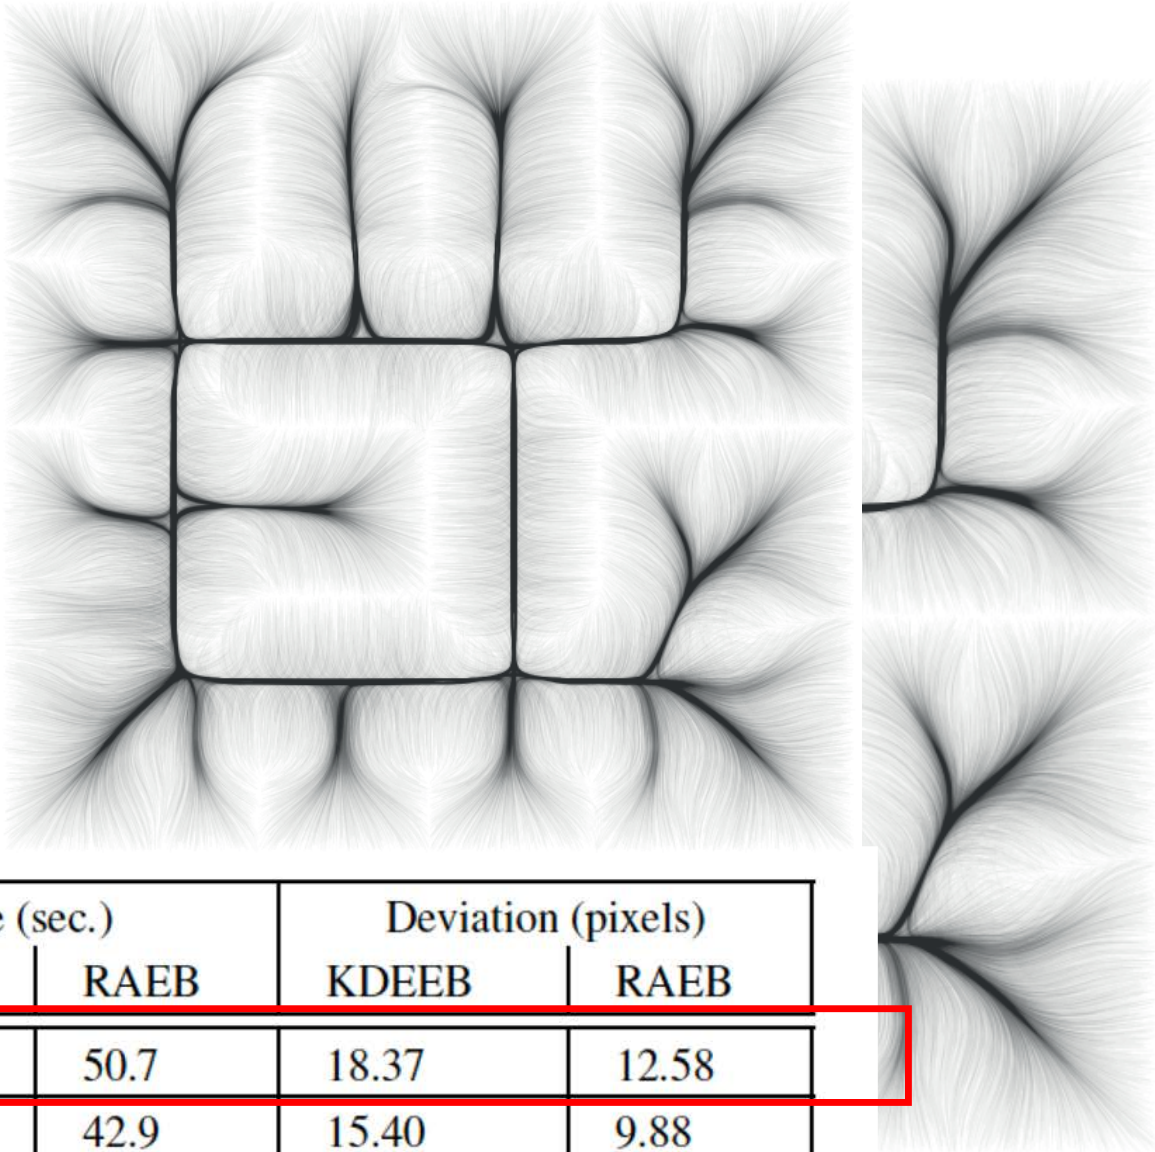 (sec.) Deviation (pixels)
RAEB KDEEB RAEB
50.7 18.37 12.58
42.9 15.40 9.88